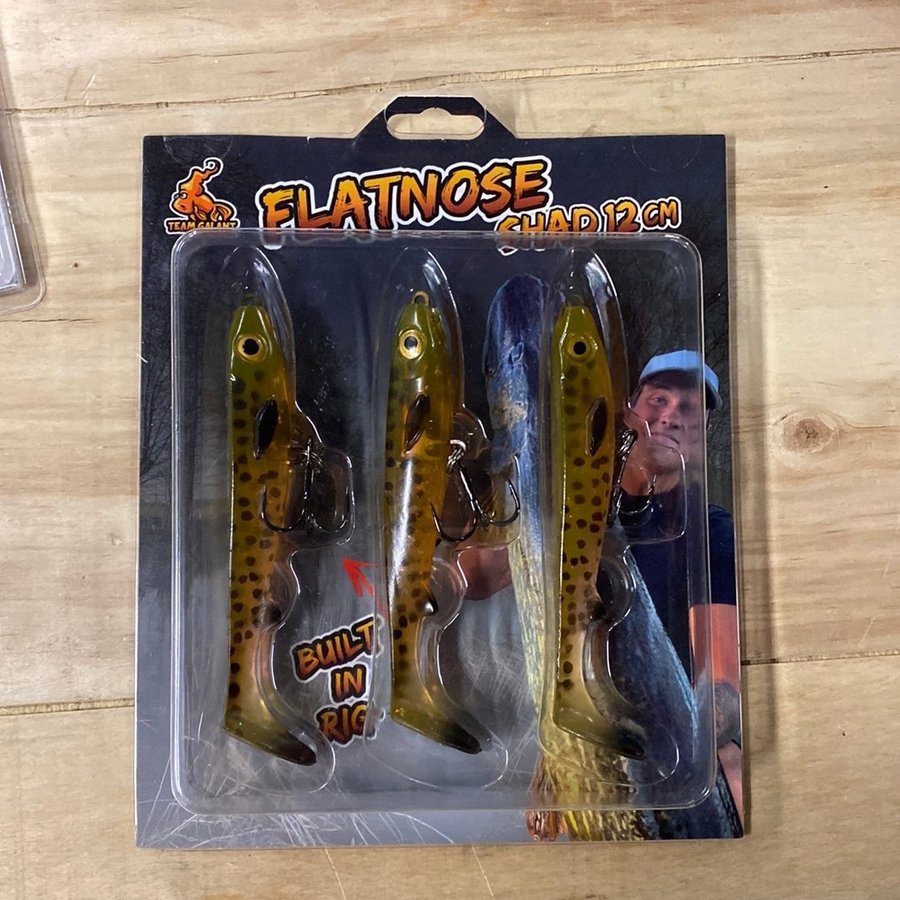 TEAM GALANT
FLATNOSE
SHAD 12 CM
BUILT
IN
RIG